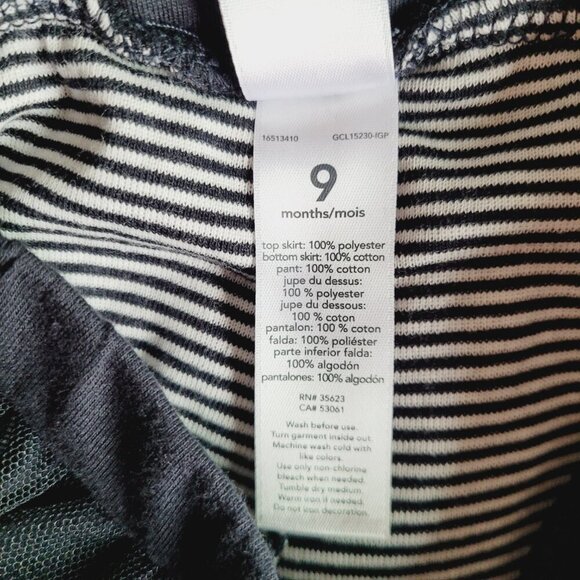 16513410 GCL15230-IGP
9
months/mois
top skirt: 100% polyester
bottom skirt: 100% cotton
pant: 100% cotton
jupe du dessus:
100 % polyester
jupe du dessous:
100 % coton
pantalon: 100 % coton
falda: 100% poliéster
parte inferior falda:
100% algodón
pantalones: 100% algodón
RN# 35623
CA# 53061
Wash before use.
Turn garment inside out.
Machine wash cold with
like colors.
Use only non-chlorine
bleach when needed.
Tumble dry medium.
Warm iron if needed.
Do not iron decoration.